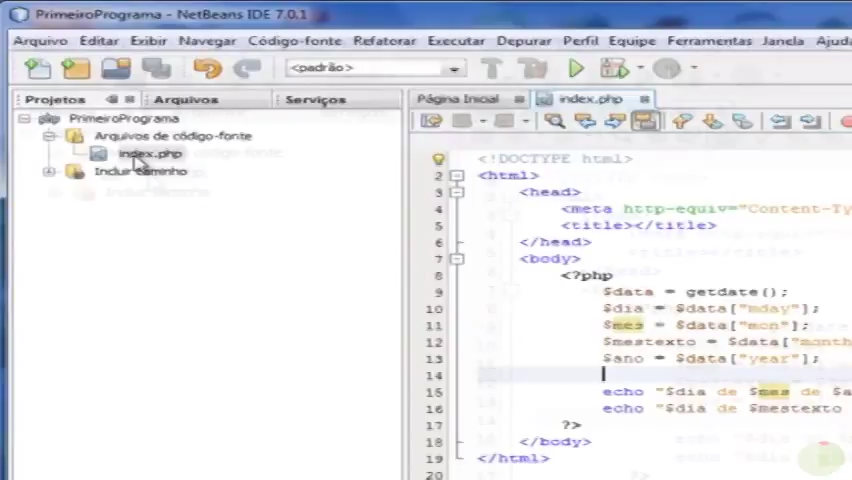 PrimeiroPrograma - NetBeans IDE 7.0.1
Arquivo Editar Exibir Navegar Código-fonte Refatorar Executar Depurar Perfil Equipe Ferramentas Janela Ajuda
<padrão>
Projetos Arquivos Serviços
Página Inicial index.php
PrimeiroPrograma
Arquivos de código-fonte
index.php
Incluir caminho
<!DOCTYPE html>
2 <html>
3 <head>
4 <meta http-equiv="Content-Ty
5 <title></title>
6 </head>
7 <body>
8 <?php
9 $data = getdate();
10 $dia = $data["mday"];
11 $mes = $data["mon"];
12 $mestexto = $data["month
13 $ano = $data["year"];
14
15 echo "$dia de $mes de $a
16 echo "$dia de $mestexto
17 ?>
18 </body>
19 </html>
20